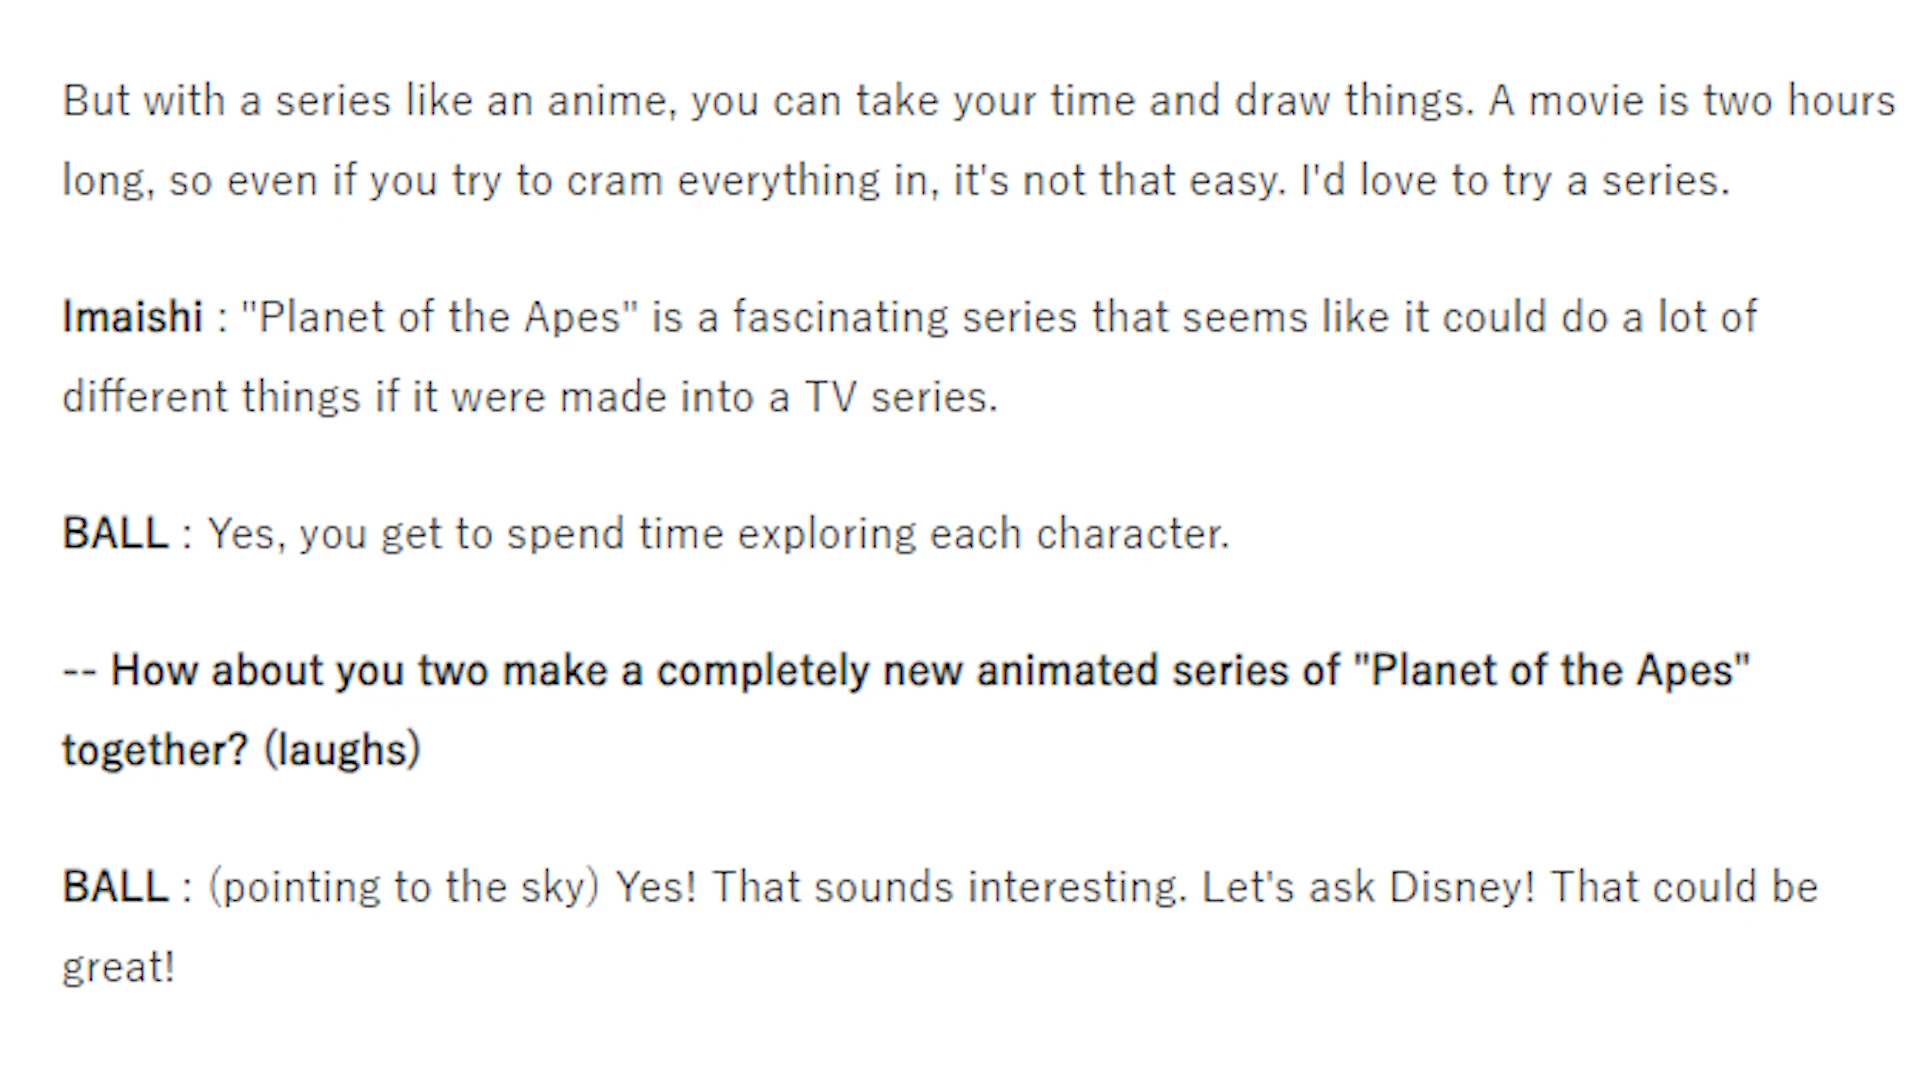 But with a series like an anime, you can take your time and draw things. A movie is two hours
long, so even if you try to cram everything in, it's not that easy. I'd love to try a series.
Imaishi : "Planet of the Apes" is a fascinating series that seems like it could do a lot of
different things if it were made into a TV series.
BALL : Yes, you get to spend time exploring each character.
-- How about you two make a completely new animated series of "Planet of the Apes"
together? (laughs)
BALL : (pointing to the sky) Yes! That sounds interesting. Let's ask Disney! That could be
great!